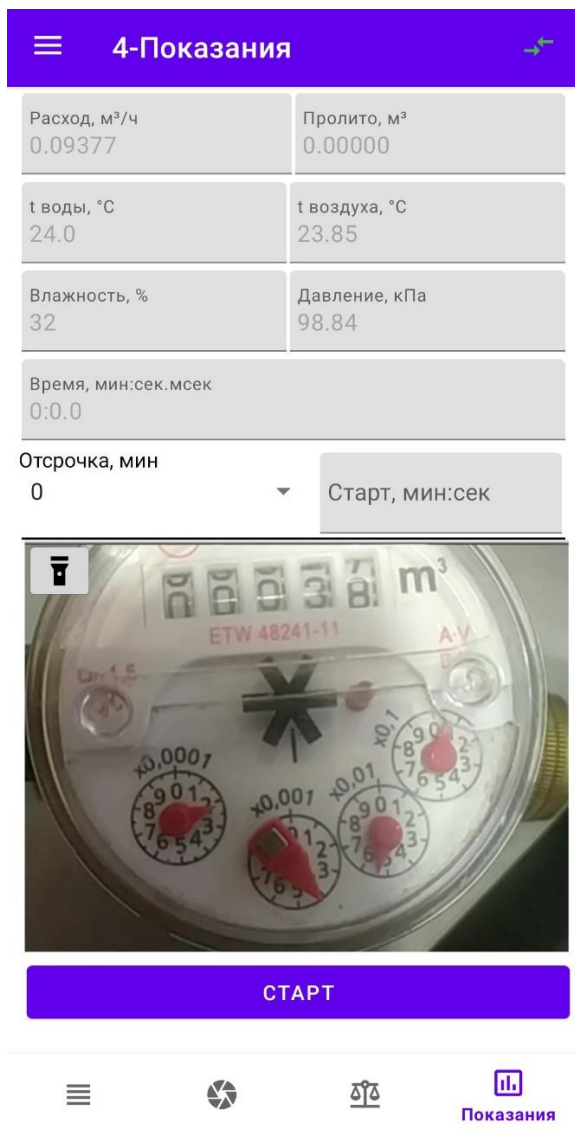 4-Показания
Расход, м³/ч
0.09377
Пролито, м³
0.00000
t воды, °C
24.0
t воздуха, °C
23.85
Влажность, %
32
Давление, кПа
98.84
Время, мин:сек.мсек
0:0.0
Отсрочка, мин
0
Старт, мин:сек
m³
ETW 48241-11
A-V
x0,1
x0,0001
x0,01
x0,001
СТАРТ
Показания